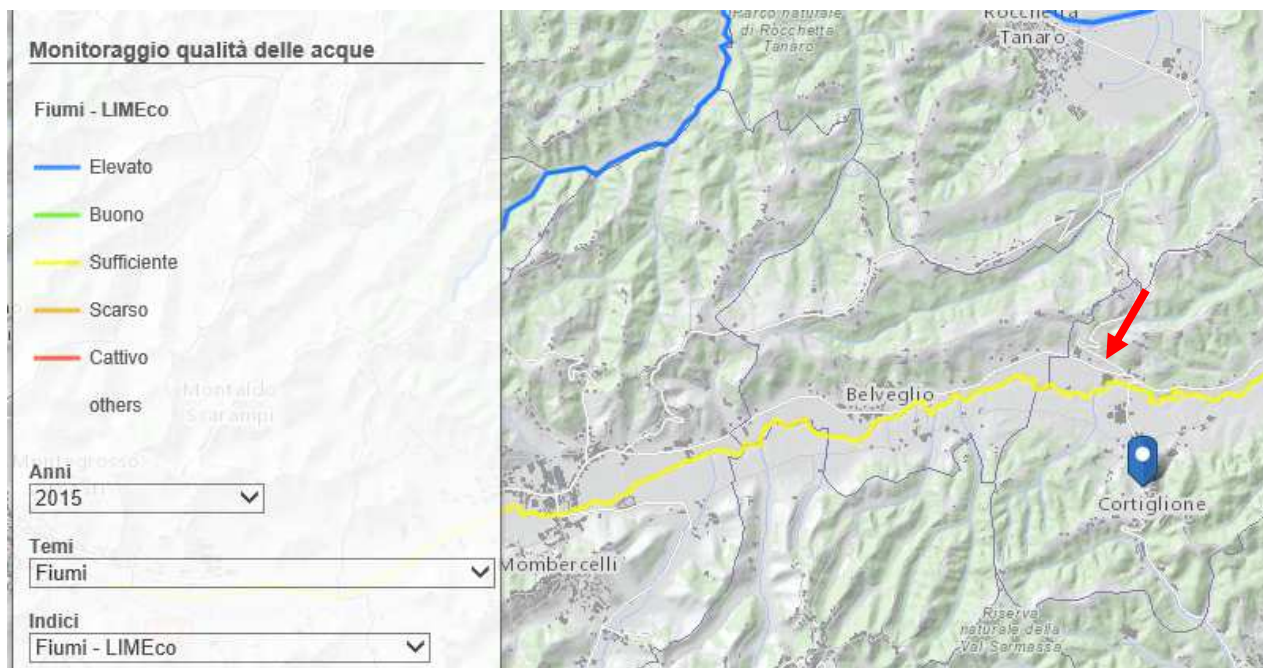 Monitoraggio qualità delle acque
Fiumi - LIMEco
Elevato
Buono
Sufficiente
Scarso
Cattivo
others
Anni
2015
Temi
Fiumi
Indici
Fiumi - LIMEco
Montaldo
Scarampi
Montegrosso
Parco naturale
di Rocchetta
Tanaro
Rocchetta
Tanaro
Belveglio
Cortiglione
Mombercelli
Riserva
naturale della
Val Sarmassa